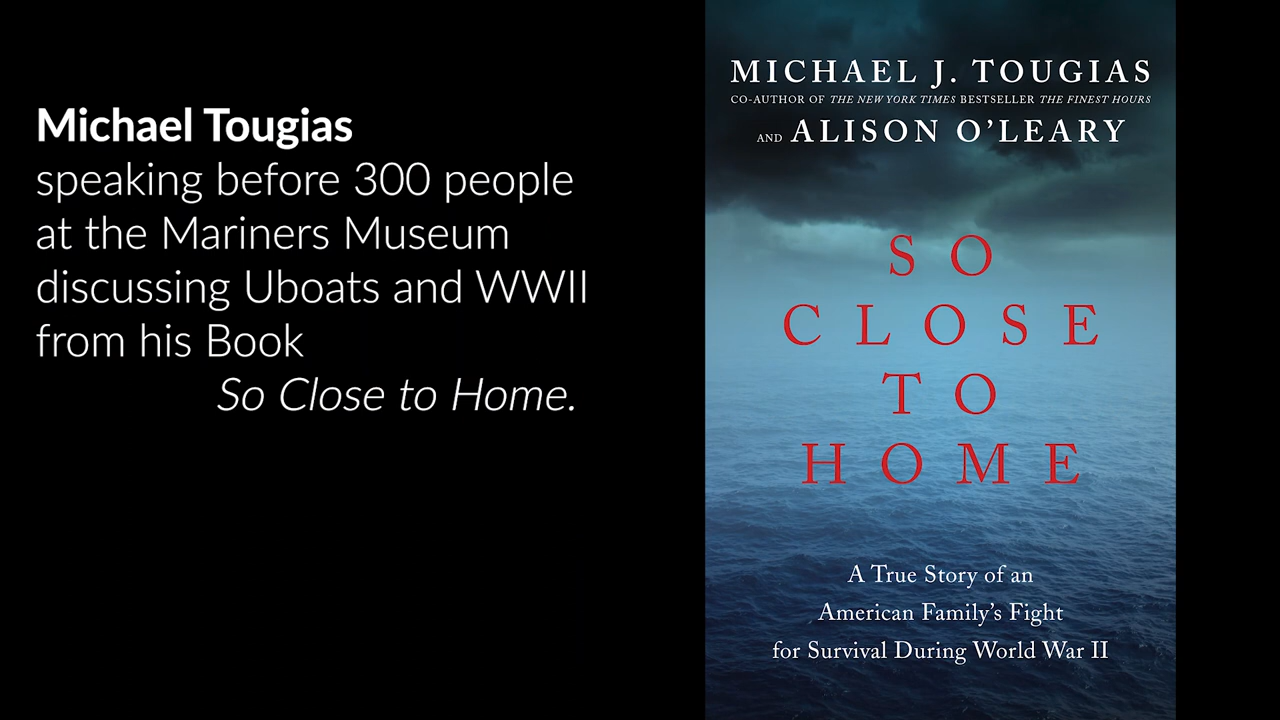 Michael Tougias
speaking before 300 people
at the Mariners Museum
discussing Uboats and WWII
from his Book
So Close to Home.
MICHAEL J. TOUGIAS
CO-AUTHOR OF THE NEW YORK TIMES BESTSELLER THE FINEST HOURS
AND ALISON O'LEARY
SO
CLOSE
TO
HOME
A True Story of an
American Family's Fight
for Survival During World War II